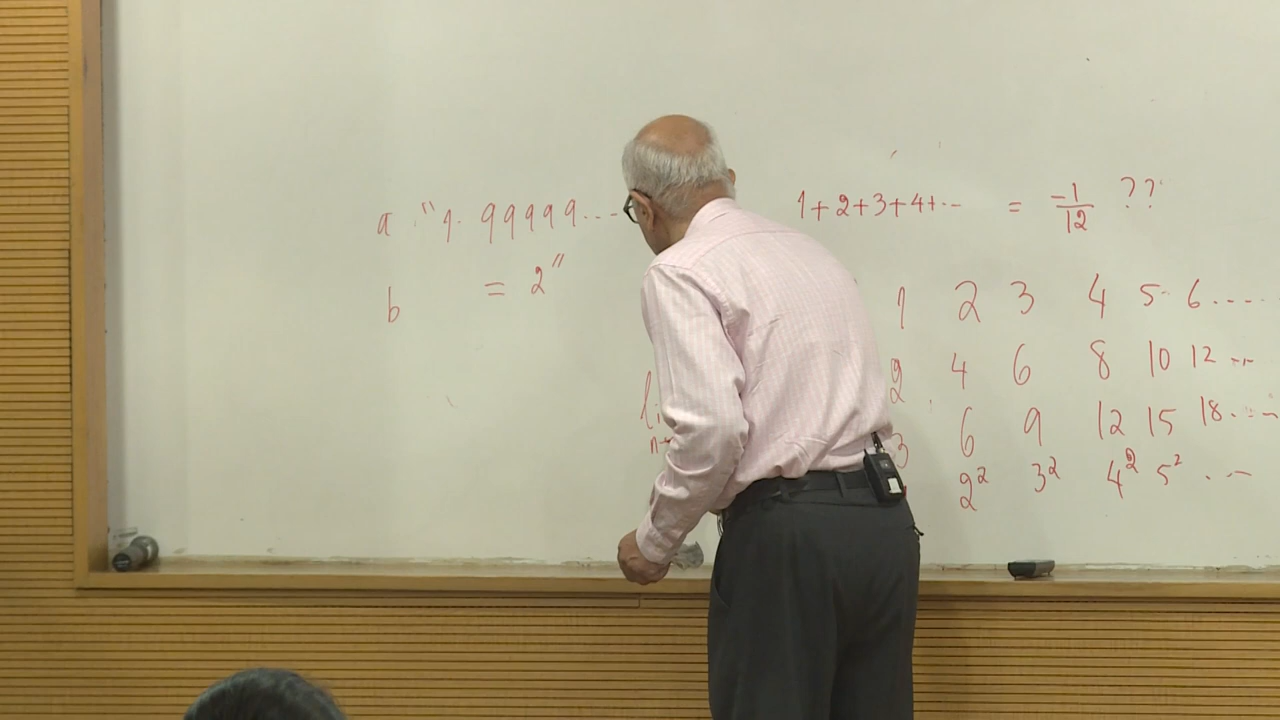 a "1.99999...
= 2"
b
1+2+3+4+... = -1/12 ??
1 2 3 4 5 6 ....
2 4 6 8 10 12 ...
3 6 9 12 15 18 ....
2² 3² 4² 5² ...